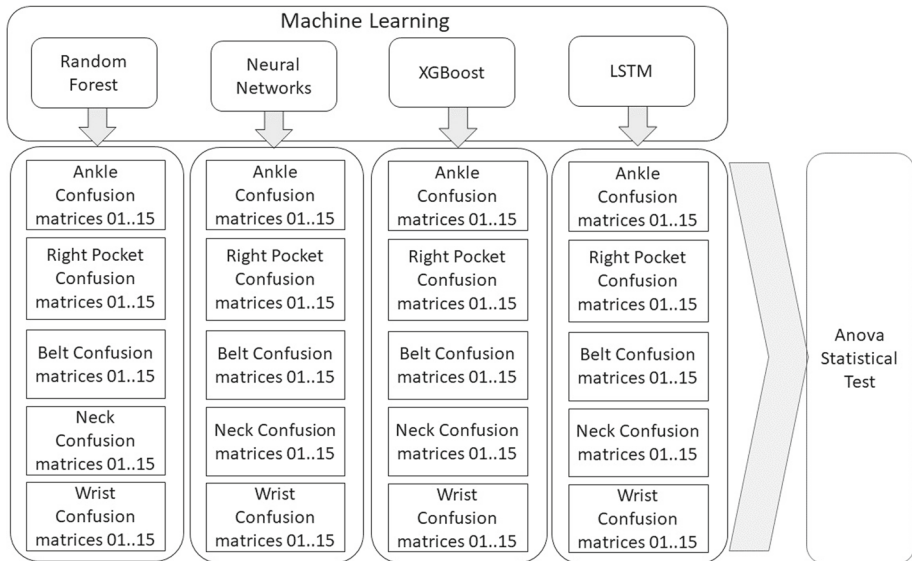 Machine Learning
Random
Forest
Neural
Networks
XGBoost
LSTM
Ankle
Confusion
matrices 01..15
Right Pocket
Confusion
matrices 01..15
Belt Confusion
matrices 01..15
Neck
Confusion
matrices 01..15
Wrist
Confusion
matrices 01..15
Ankle
Confusion
matrices 01..15
Right Pocket
Confusion
matrices 01..15
Belt Confusion
matrices 01..15
Neck Confusion
matrices 01..15
Wrist
Confusion
matrices 01..15
Ankle
Confusion
matrices 01..15
Right Pocket
Confusion
matrices 01..15
Belt Confusion
matrices 01..15
Neck Confusion
matrices 01..15
Wrist
Confusion
matrices 01..15
Ankle
Confusion
matrices 01..15
Right Pocket
Confusion
matrices 01..15
Belt Confusion
matrices 01..15
Neck Confusion
matrices 01..15
Wrist
Confusion
matrices 01..15
Anova
Statistical
Test